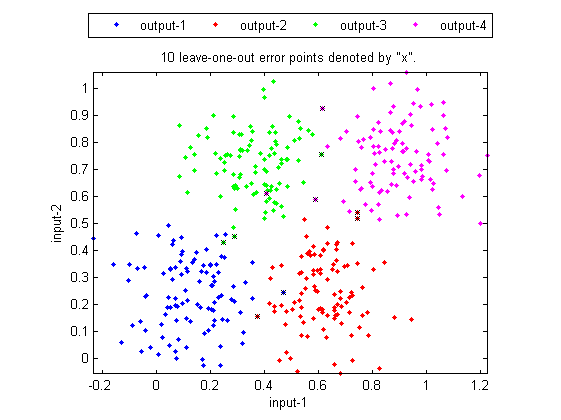 output-1 output-2 output-3 output-4
10 leave-one-out error points denoted by "x".
1
0.9
0.8
0.7
0.6
0.5
0.4
0.3
0.2
0.1
0
input-2
-0.2 0 0.2 0.4 0.6 0.8 1 1.2
input-1